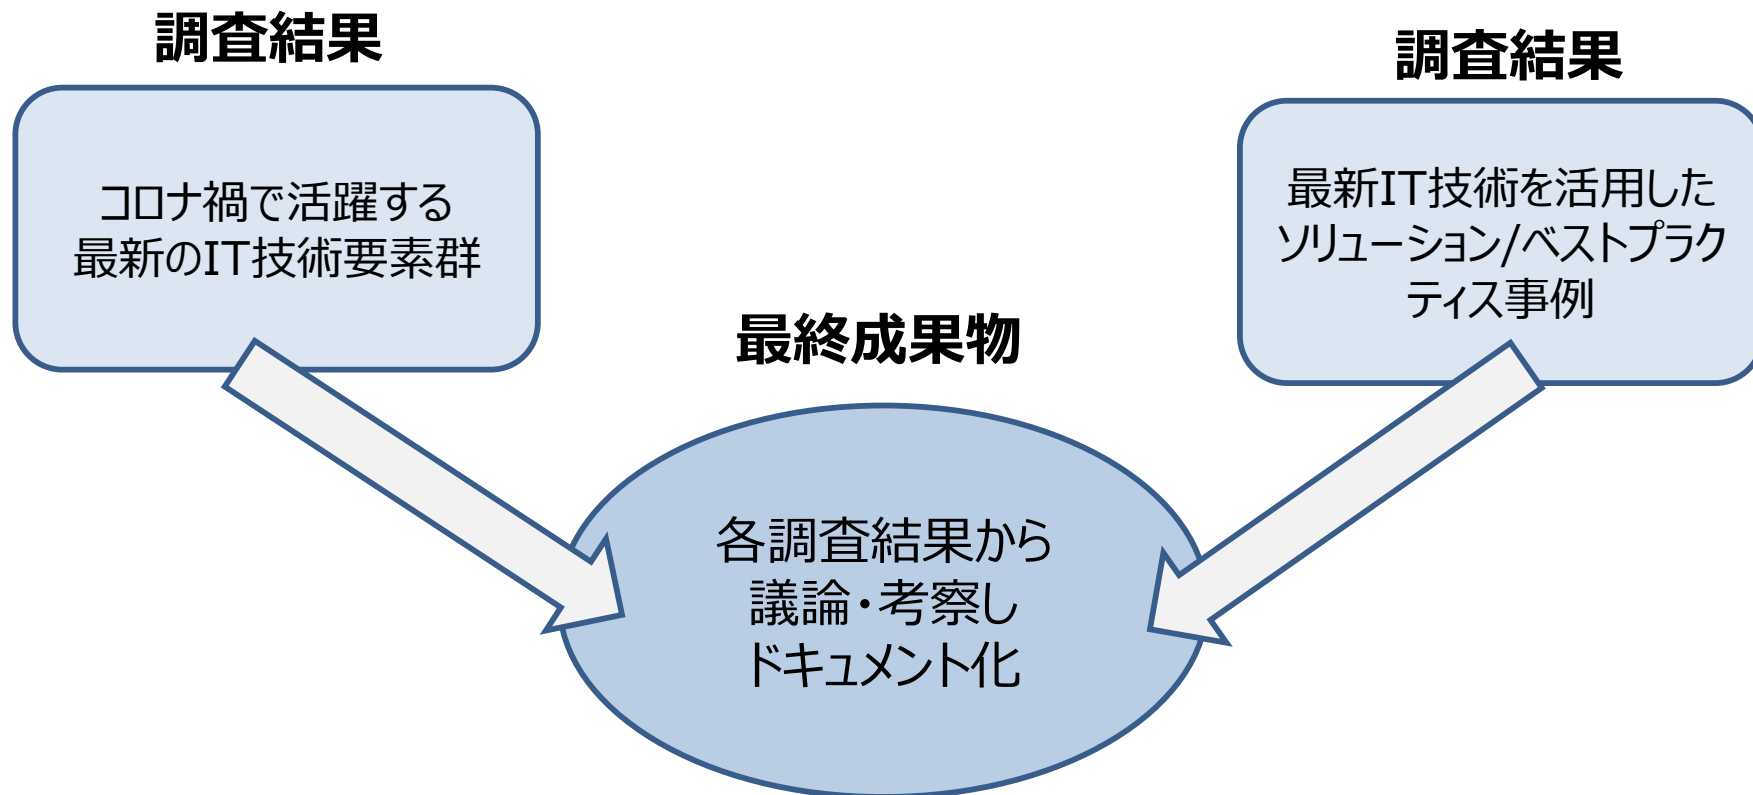 調査結果
コロナ禍で活躍する
最新のIT技術要素群
調査結果
最新IT技術を活用した
ソリューション/ベストプラク
ティス事例
最終成果物
各調査結果から
議論・考察し
ドキュメント化